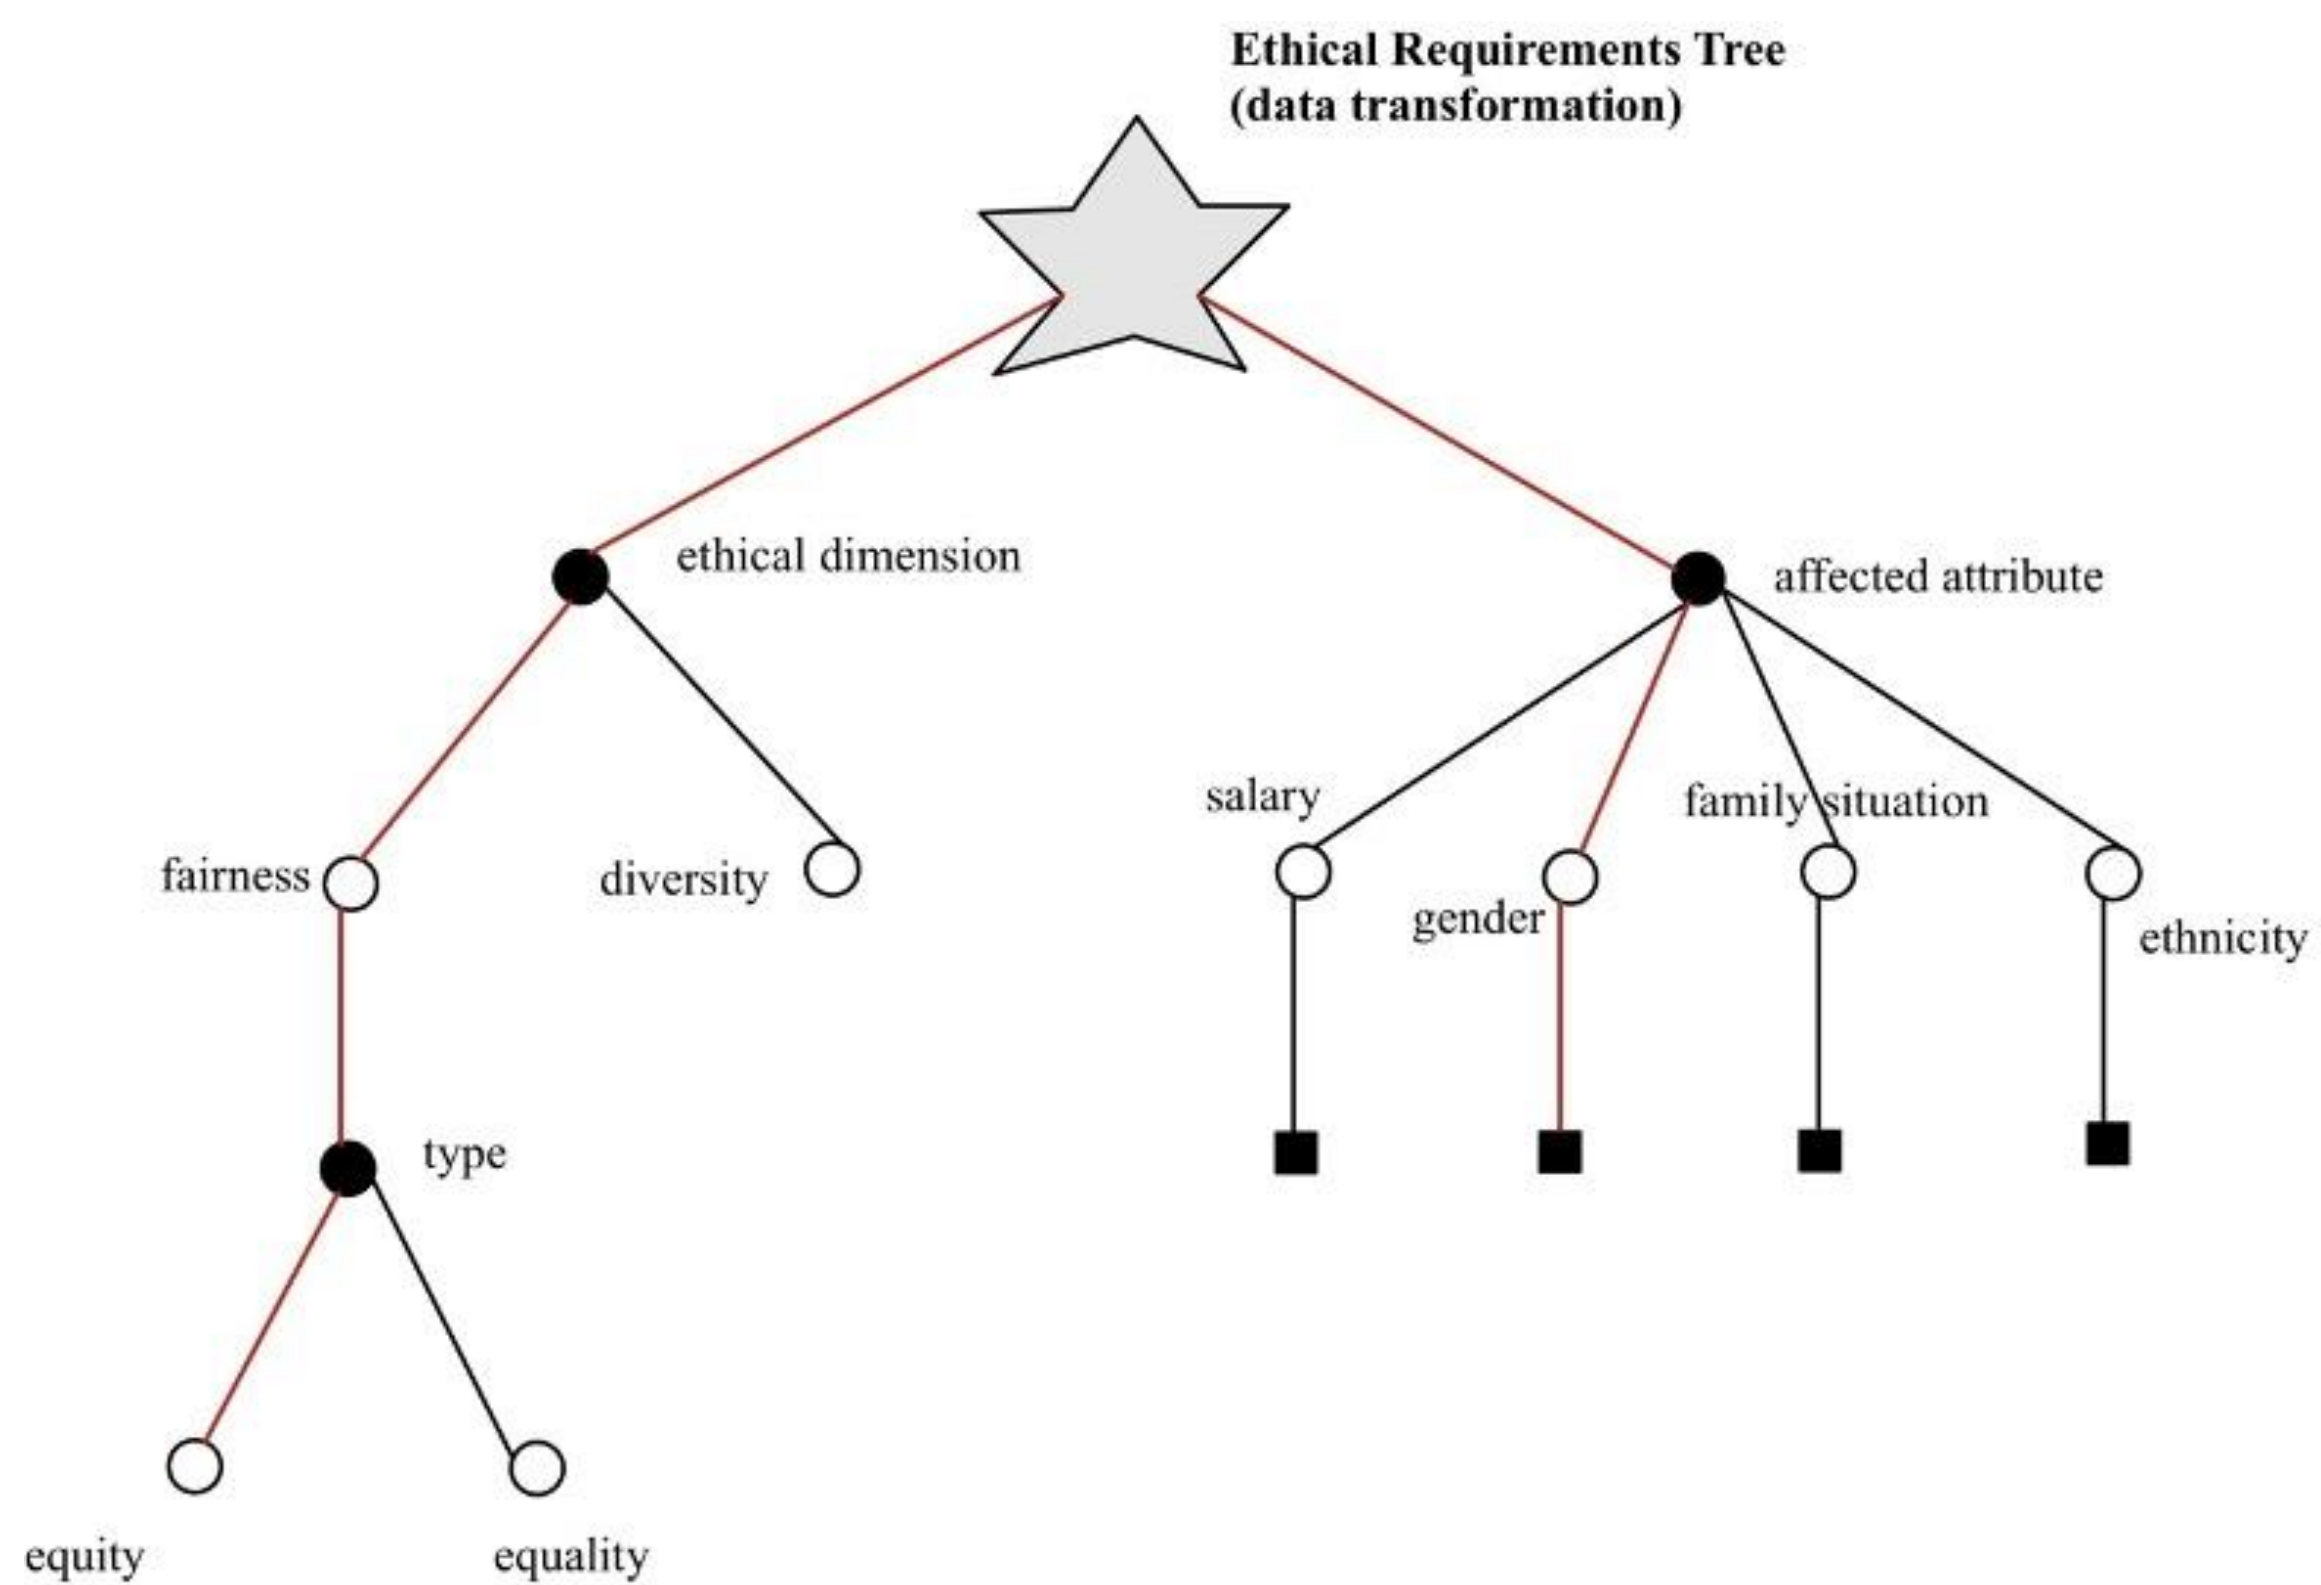 Ethical Requirements Tree
(data transformation)
ethical dimension
affected attribute
salary
family situation
fairness
diversity
gender
ethnicity
type
equity
equality